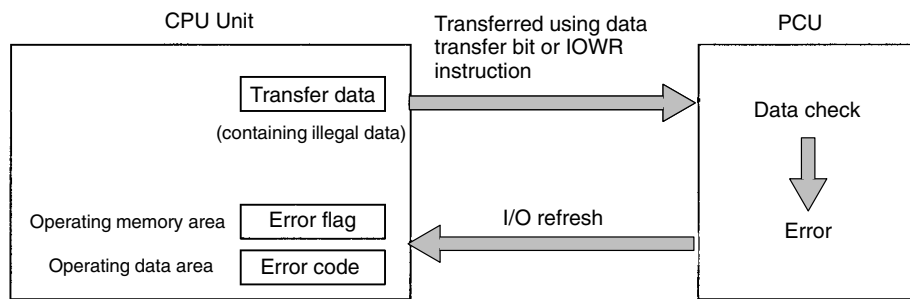 CPU Unit
Transferred using data
transfer bit or IOWR
instruction
PCU
Transfer data
(containing illegal data)
Data check
Operating memory area
Error flag
I/O refresh
Error
Operating data area
Error code